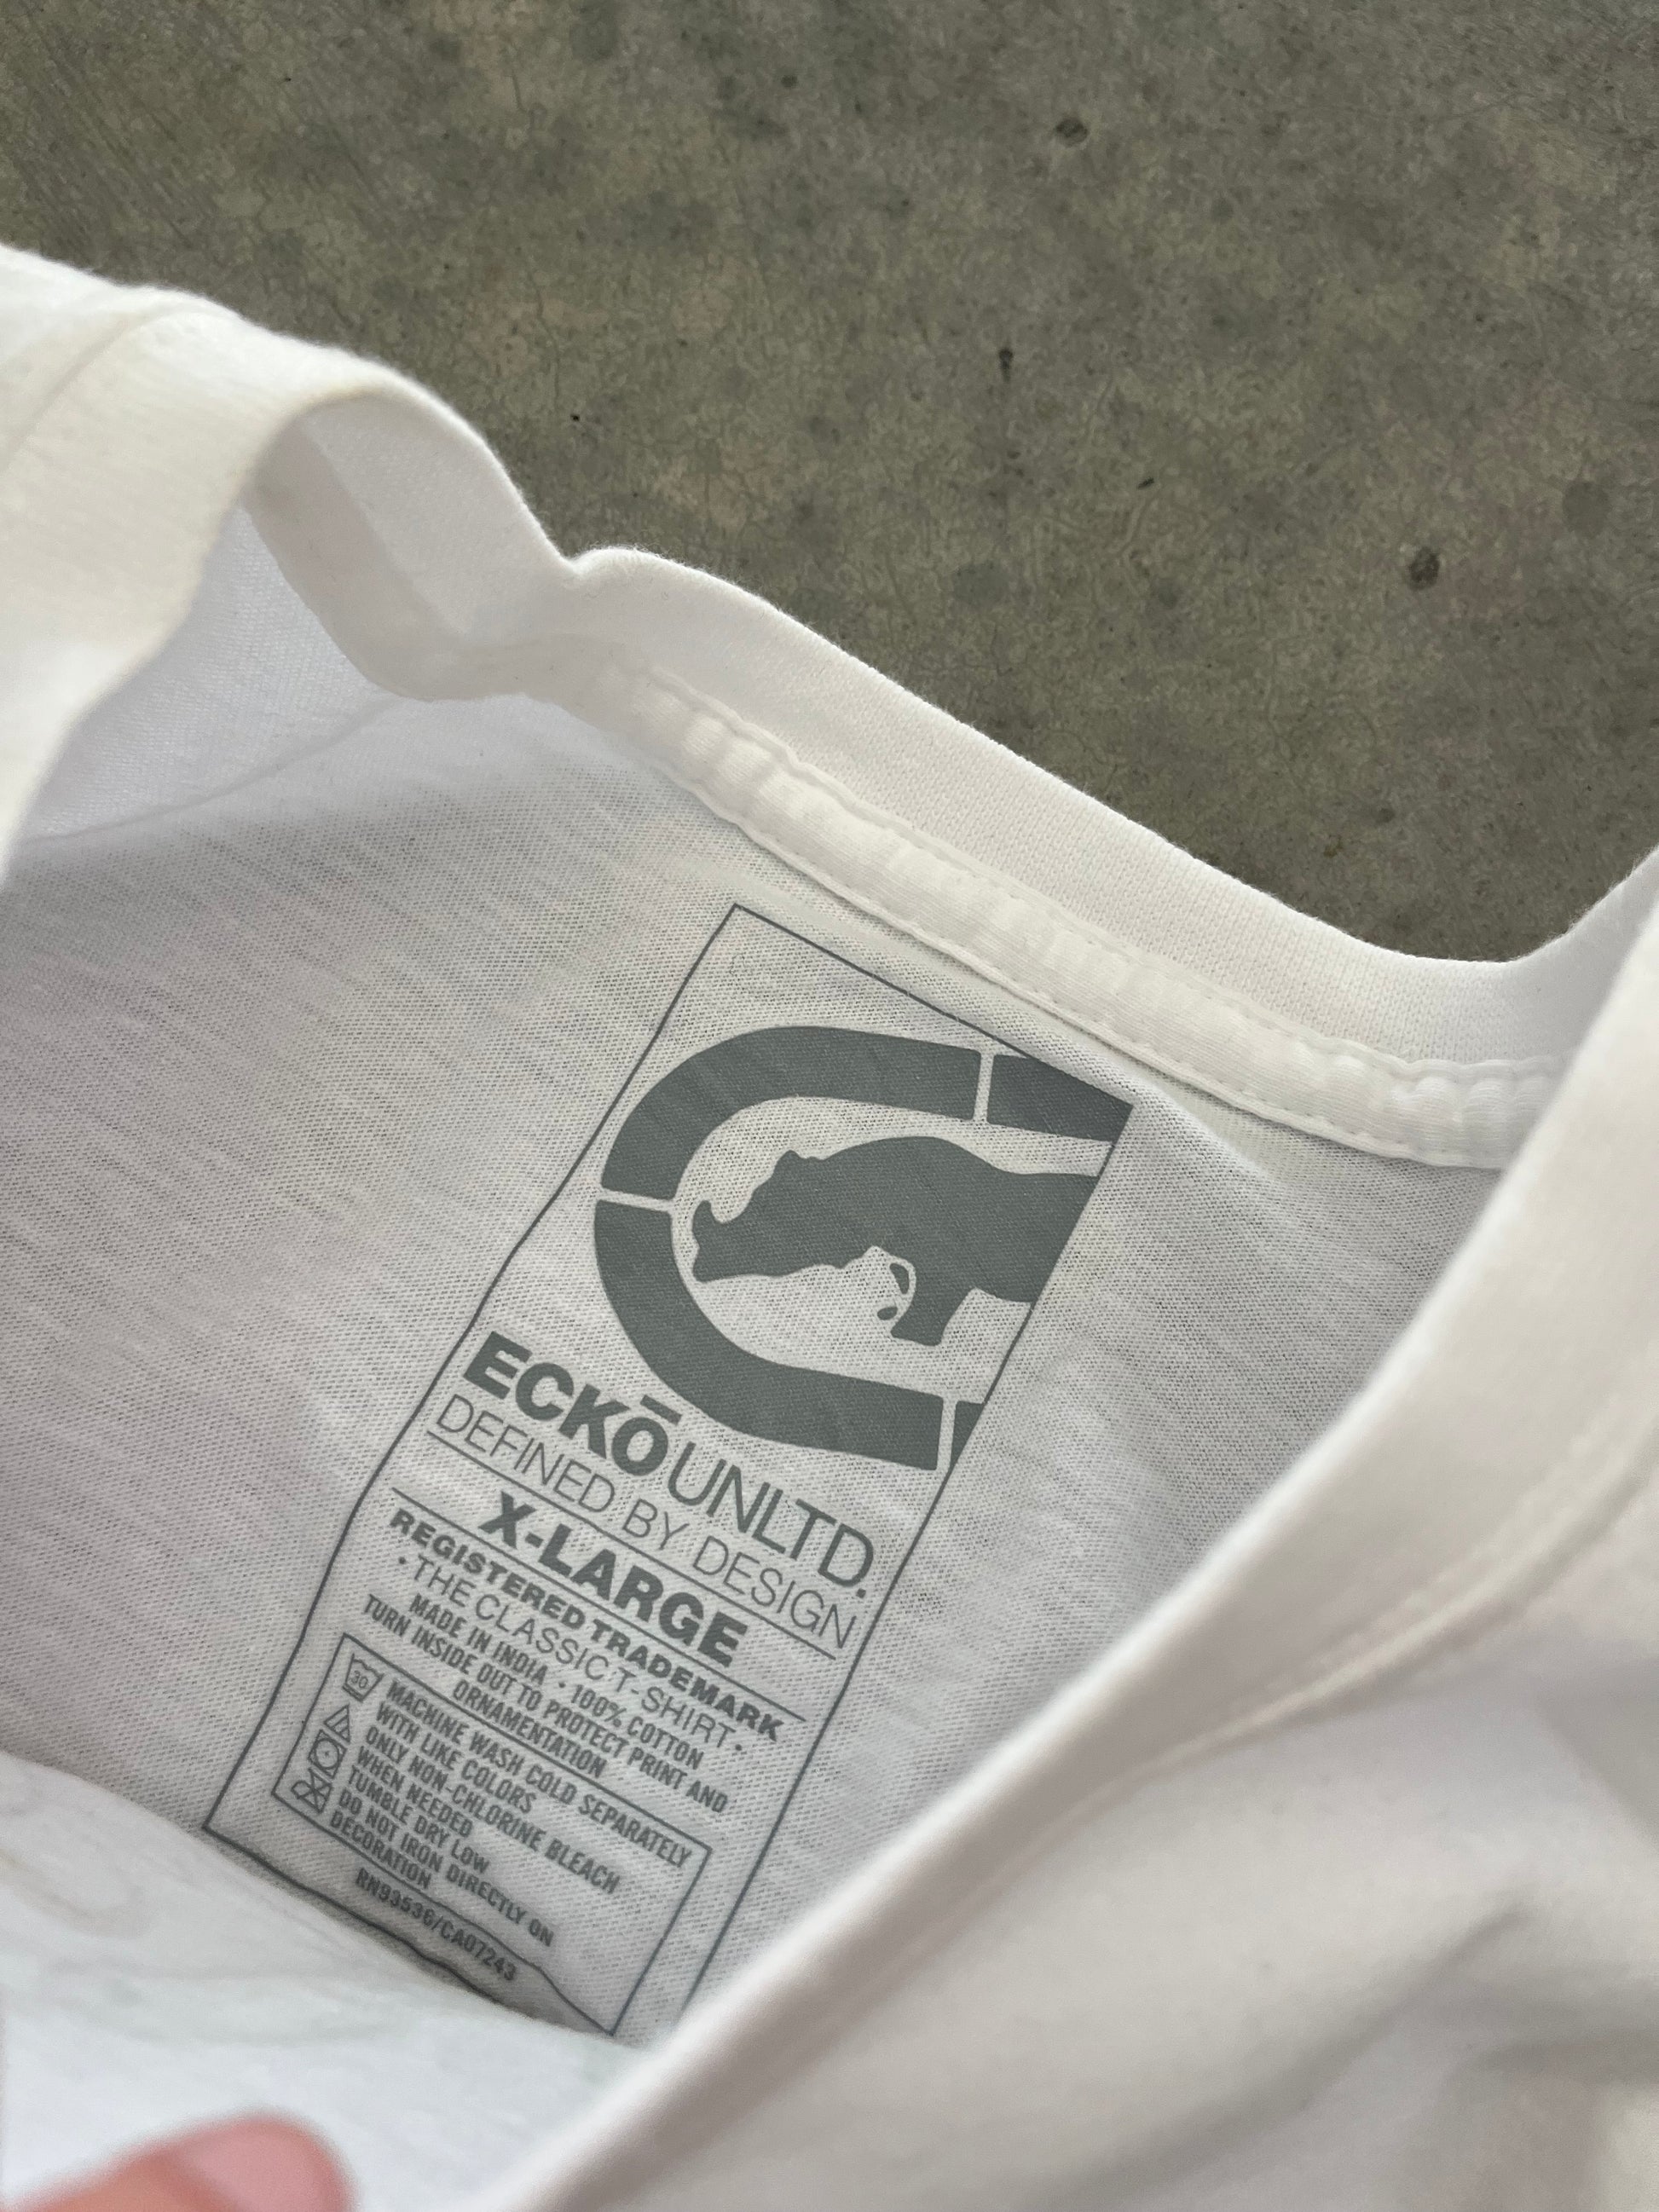 ECKŌ UNLTD.
DEFINED BY DESIGN
X-LARGE
REGISTERED TRADEMARK
• THE CLASSIC T-SHIRT •
MADE IN INDIA • 100% COTTON
TURN INSIDE OUT TO PROTECT PRINT AND
ORNAMENTATION
30
MACHINE WASH COLD SEPARATELY
WITH LIKE COLORS
ONLY NON-CHLORINE BLEACH
WHEN NEEDED
TUMBLE DRY LOW
DO NOT IRON DIRECTLY ON
DECORATION
RN93536/CA07243